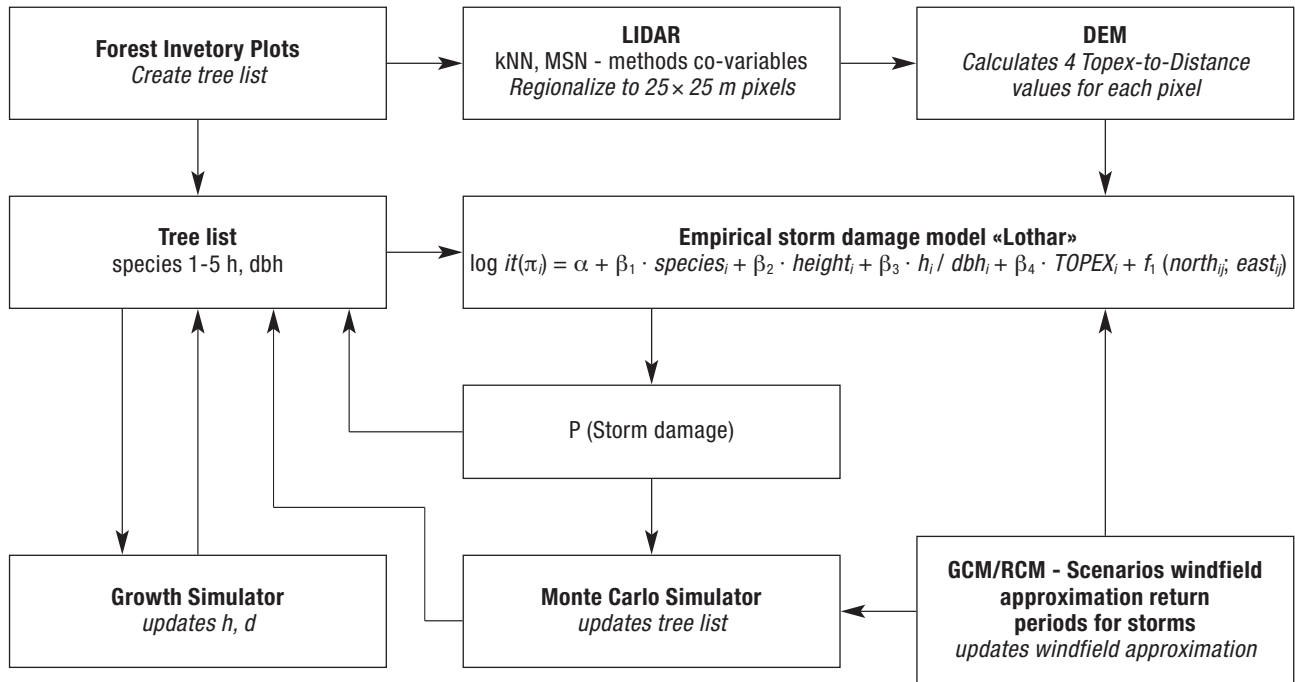 Forest Invetory Plots
Create tree list
LIDAR
kNN, MSN - methods co-variables
Regionalize to 25 × 25 m pixels
DEM
Calculates 4 Topex-to-Distance
values for each pixel
Tree list
species 1-5 h, dbh
Empirical storm damage model «Lothar»
log it(πi) = α + β1 · speciesi + β2 · heighti + β3 · hi / dbhi + β4 · TOPEXi + f1 (northij; eastij)
P (Storm damage)
Growth Simulator
updates h, d
Monte Carlo Simulator
updates tree list
GCM/RCM - Scenarios windfield
approximation return
periods for storms
updates windfield approximation